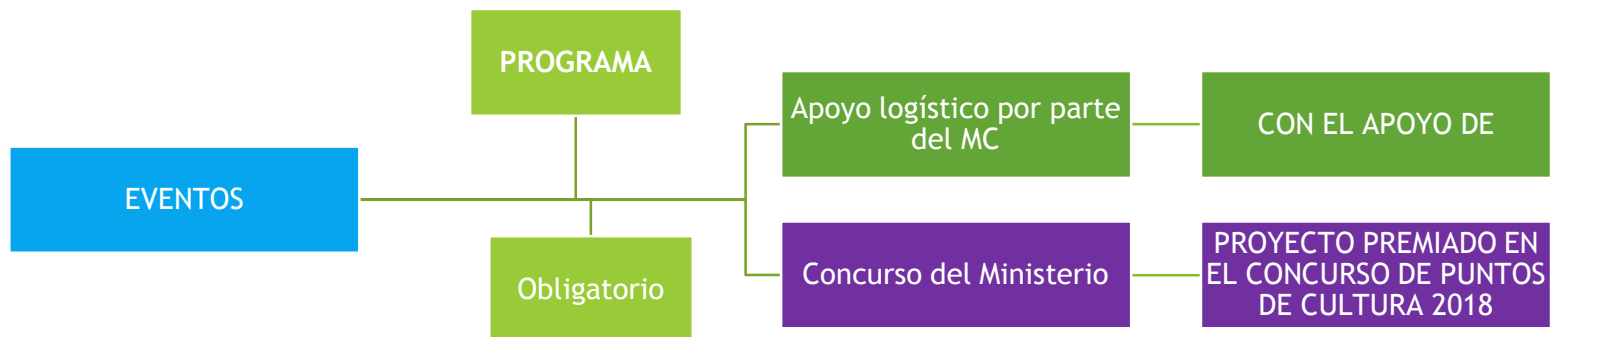 PROGRAMA
EVENTOS
Obligatorio
Apoyo logístico por parte
del MC
CON EL APOYO DE
Concurso del Ministerio
PROYECTO PREMIADO EN
EL CONCURSO DE PUNTOS
DE CULTURA 2018